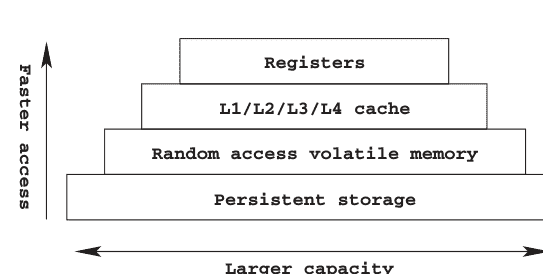 Registers
L1/L2/L3/L4 cache
Random access volatile memory
Persistent storage
Faster access
Larger capacity